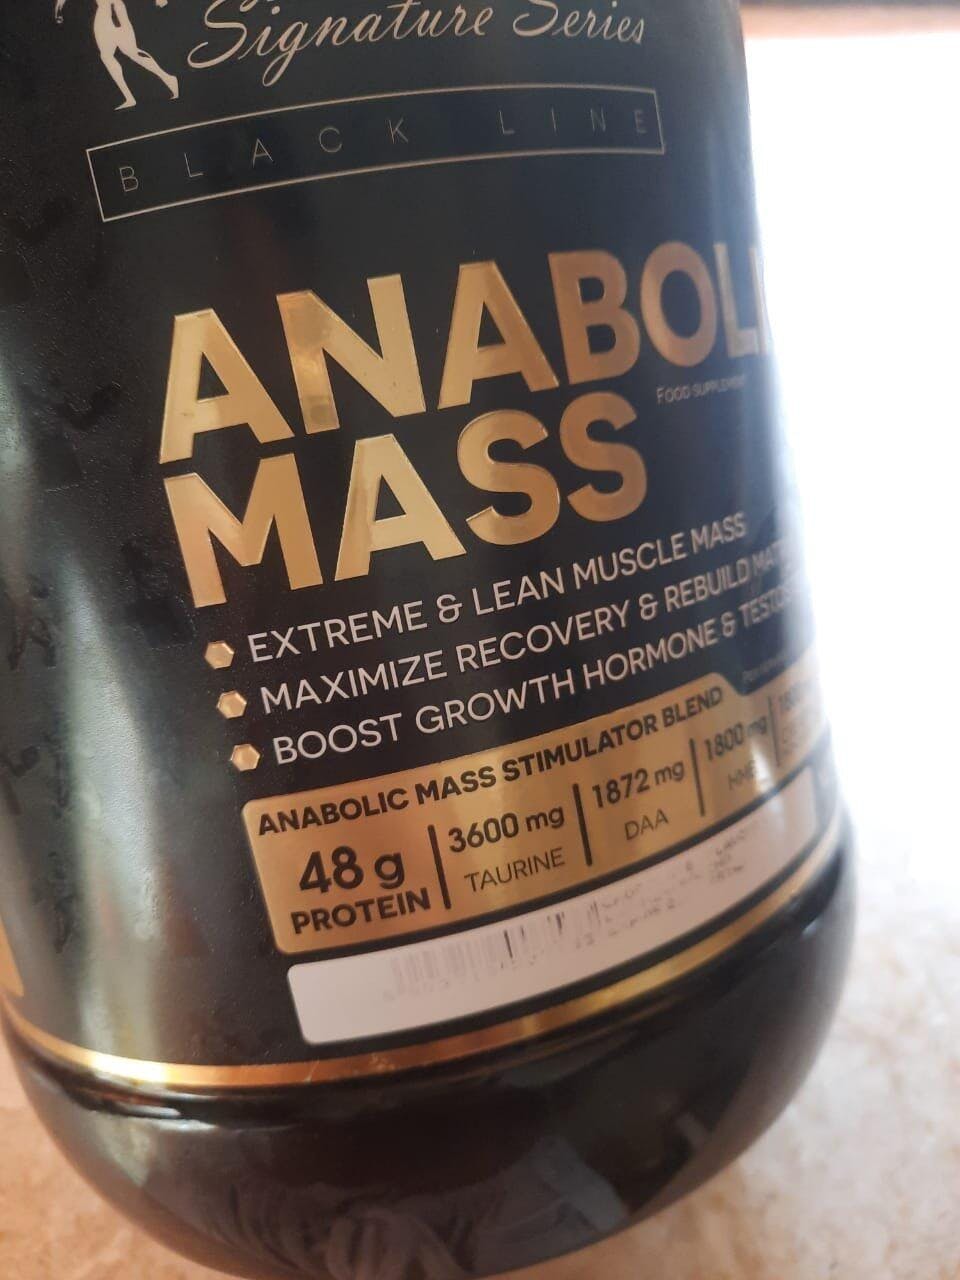 Signature Series
BLACK LINE
ANABOLI
MASS
FOOD SUPPLEMENT
EXTREME & LEAN MUSCLE MASS
MAXIMIZE RECOVERY & REBUILD
BOOST GROWTH HORMONE &
ANABOLIC MASS STIMULATOR BLEND
48 g
PROTEIN
3600 mg
TAURINE
1872 mg
DAA
1800 mg